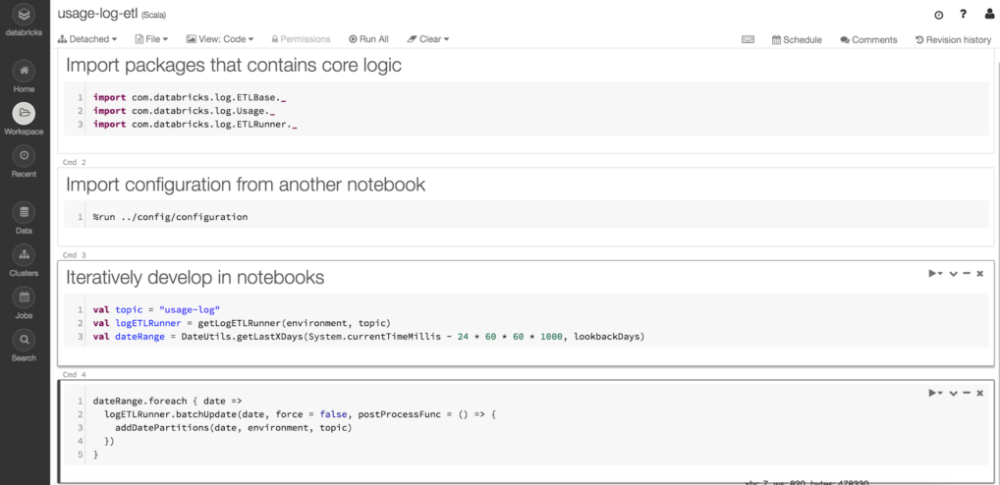 usage-log-etl (Scala)
databricks
Detached File View: Code Permissions Run All Clear Schedule Comments Revision history
Home
Workspace
Recent
Data
Clusters
Jobs
Search
Import packages that contains core logic
1 import com.databricks.log.ETLBase._
2 import com.databricks.log.Usage._
3 import com.databricks.log.ETLRunner._
Cmd 2
Import configuration from another notebook
1 %run ../config/configuration
Cmd 3
Iteratively develop in notebooks
1 val topic = "usage-log"
2 val logETLRunner = getLogETLRunner(environment, topic)
3 val dateRange = DateUtils.getLastXDays(System.currentTimeMillis - 24 * 60 * 60 * 1000, lookbackDays)
Cmd 4
1 dateRange.foreach { date =>
2 logETLRunner.batchUpdate(date, force = false, postProcessFunc = () => {
3 addDatePartitions(date, environment, topic)
4 })
5 }